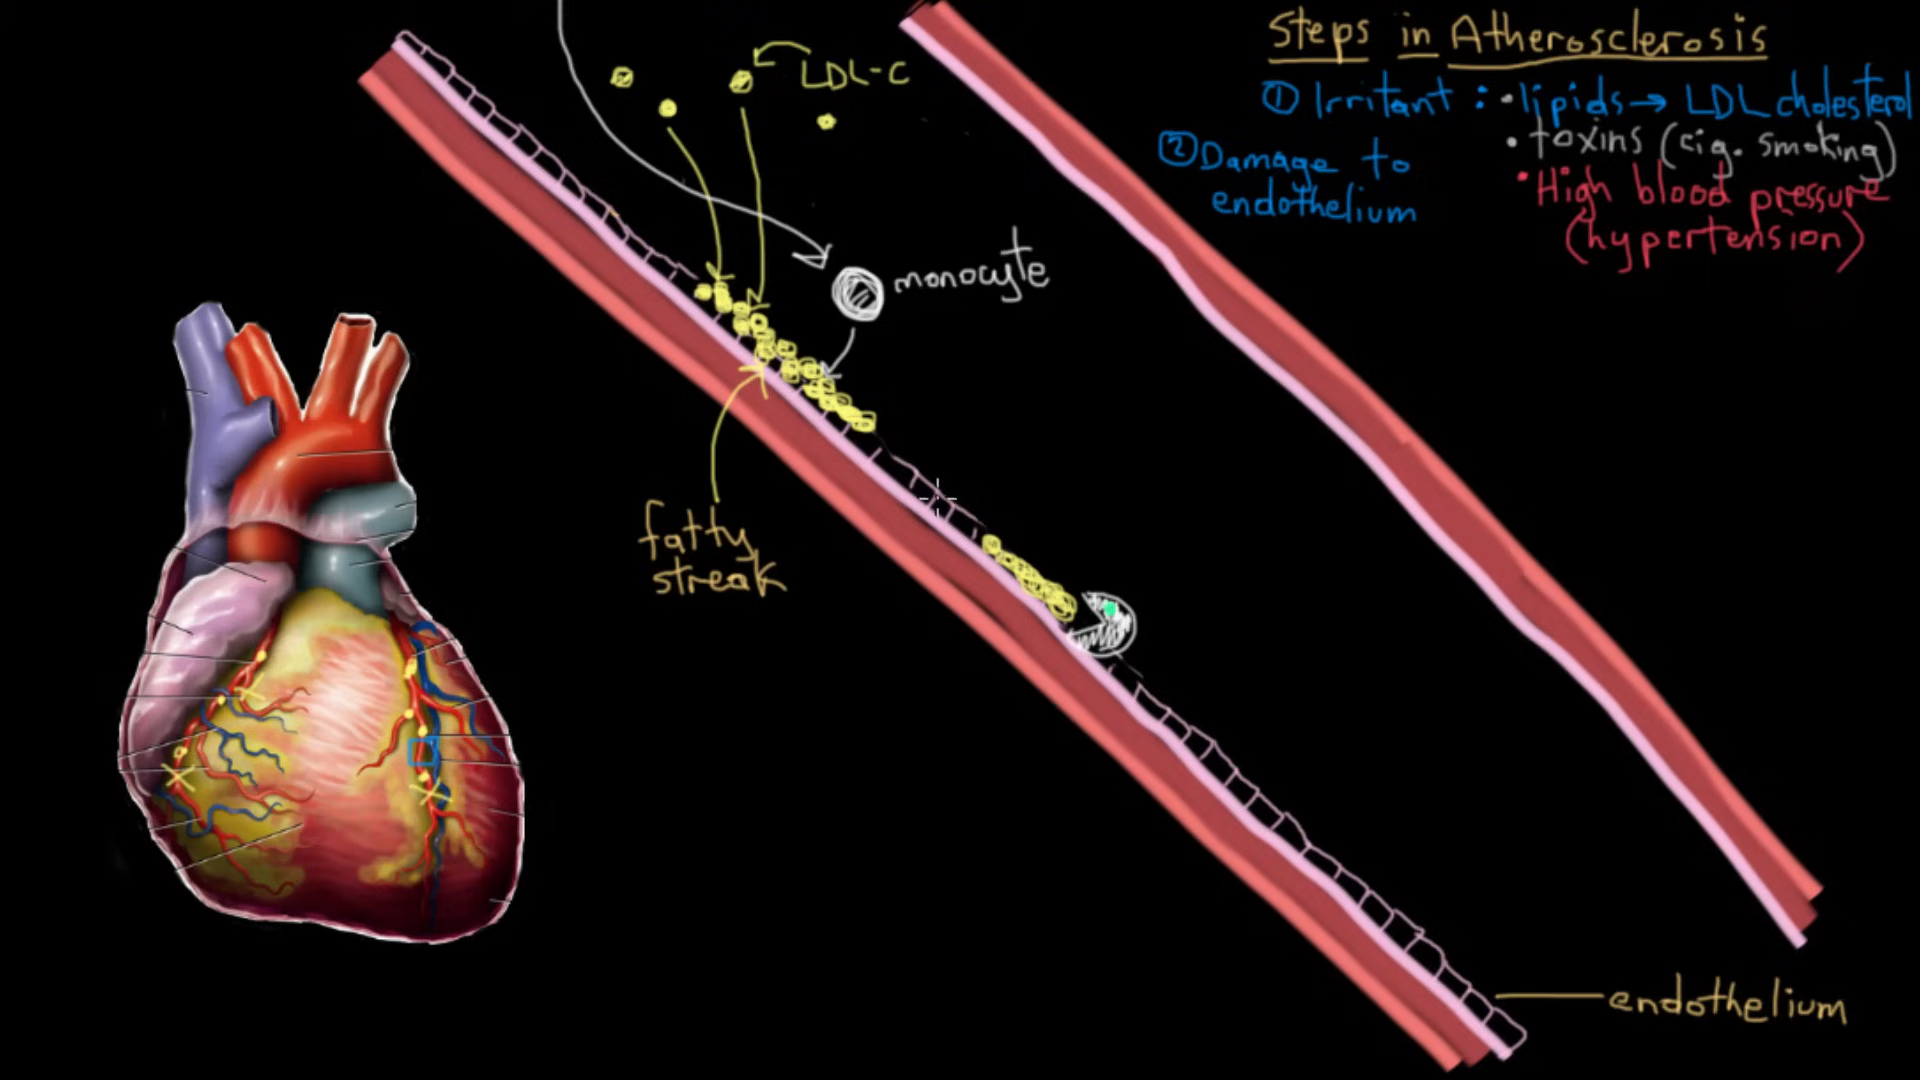 Steps in Atherosclerosis
① Irritant : • lipids → LDL cholesterol
• toxins (cig. smoking)
• High blood pressure
(hypertension)
② Damage to
endothelium
LDL-C
monocyte
fatty
streak
endothelium